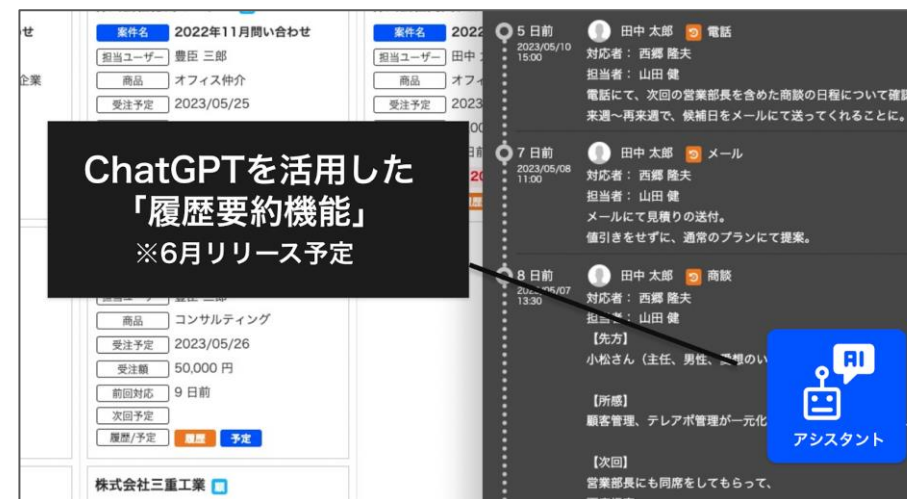 せ
企業
案件名 2022年11月問い合わせ
担当ユーザー 豊臣 三郎
商品 オフィス仲介
受注予定 2023/05/25
案件名 2022
担当ユーザー 田中
商品 オフィ
受注予定 2023
ChatGPTを活用した
「履歴要約機能」
※6月リリース予定
商品 コンサルティング
受注予定 2023/05/26
受注額 50,000 円
前回対応 9 日前
次回予定
履歴/予定 履歴 予定
株式会社三重工業
5 日前 田中 太郎 電話
2023/05/10
15:00
対応者： 西郷 隆夫
担当者： 山田 健
電話にて、次回の営業部長を含めた商談の日程について確認
来週～再来週で、候補日をメールにて送ってくれることに。
7 日前 田中 太郎 メール
2023/05/08
11:00
対応者： 西郷 隆夫
担当者： 山田 健
メールにて見積りの送付。
値引きをせずに、通常のプランにて提案。
8 日前 田中 太郎 商談
2023/05/07
13:30
対応者： 西郷 隆夫
担当者： 山田 健
【先方】
小松さん（主任、男性、愛想のい
【所感】
顧客管理、テレアポ管理が一元化
【次回】
営業部長にも同席をしてもらって、
AI
アシスタント